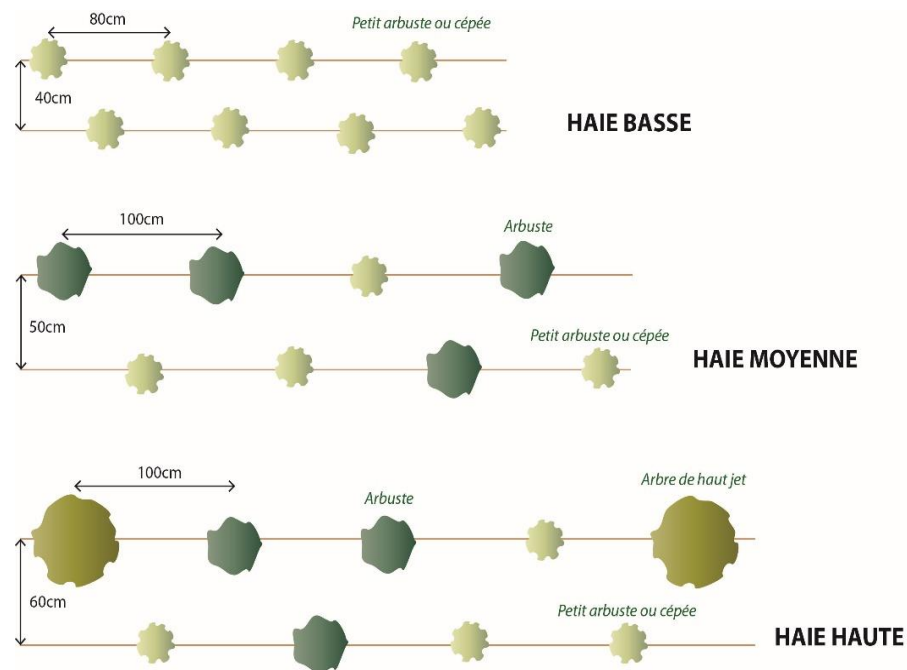 80cm
Petit arbuste ou cépée
40cm
HAIE BASSE
100cm
Arbuste
50cm
Petit arbuste ou cépée
HAIE MOYENNE
100cm
Arbuste
Arbre de haut jet
60cm
Petit arbuste ou cépée
HAIE HAUTE